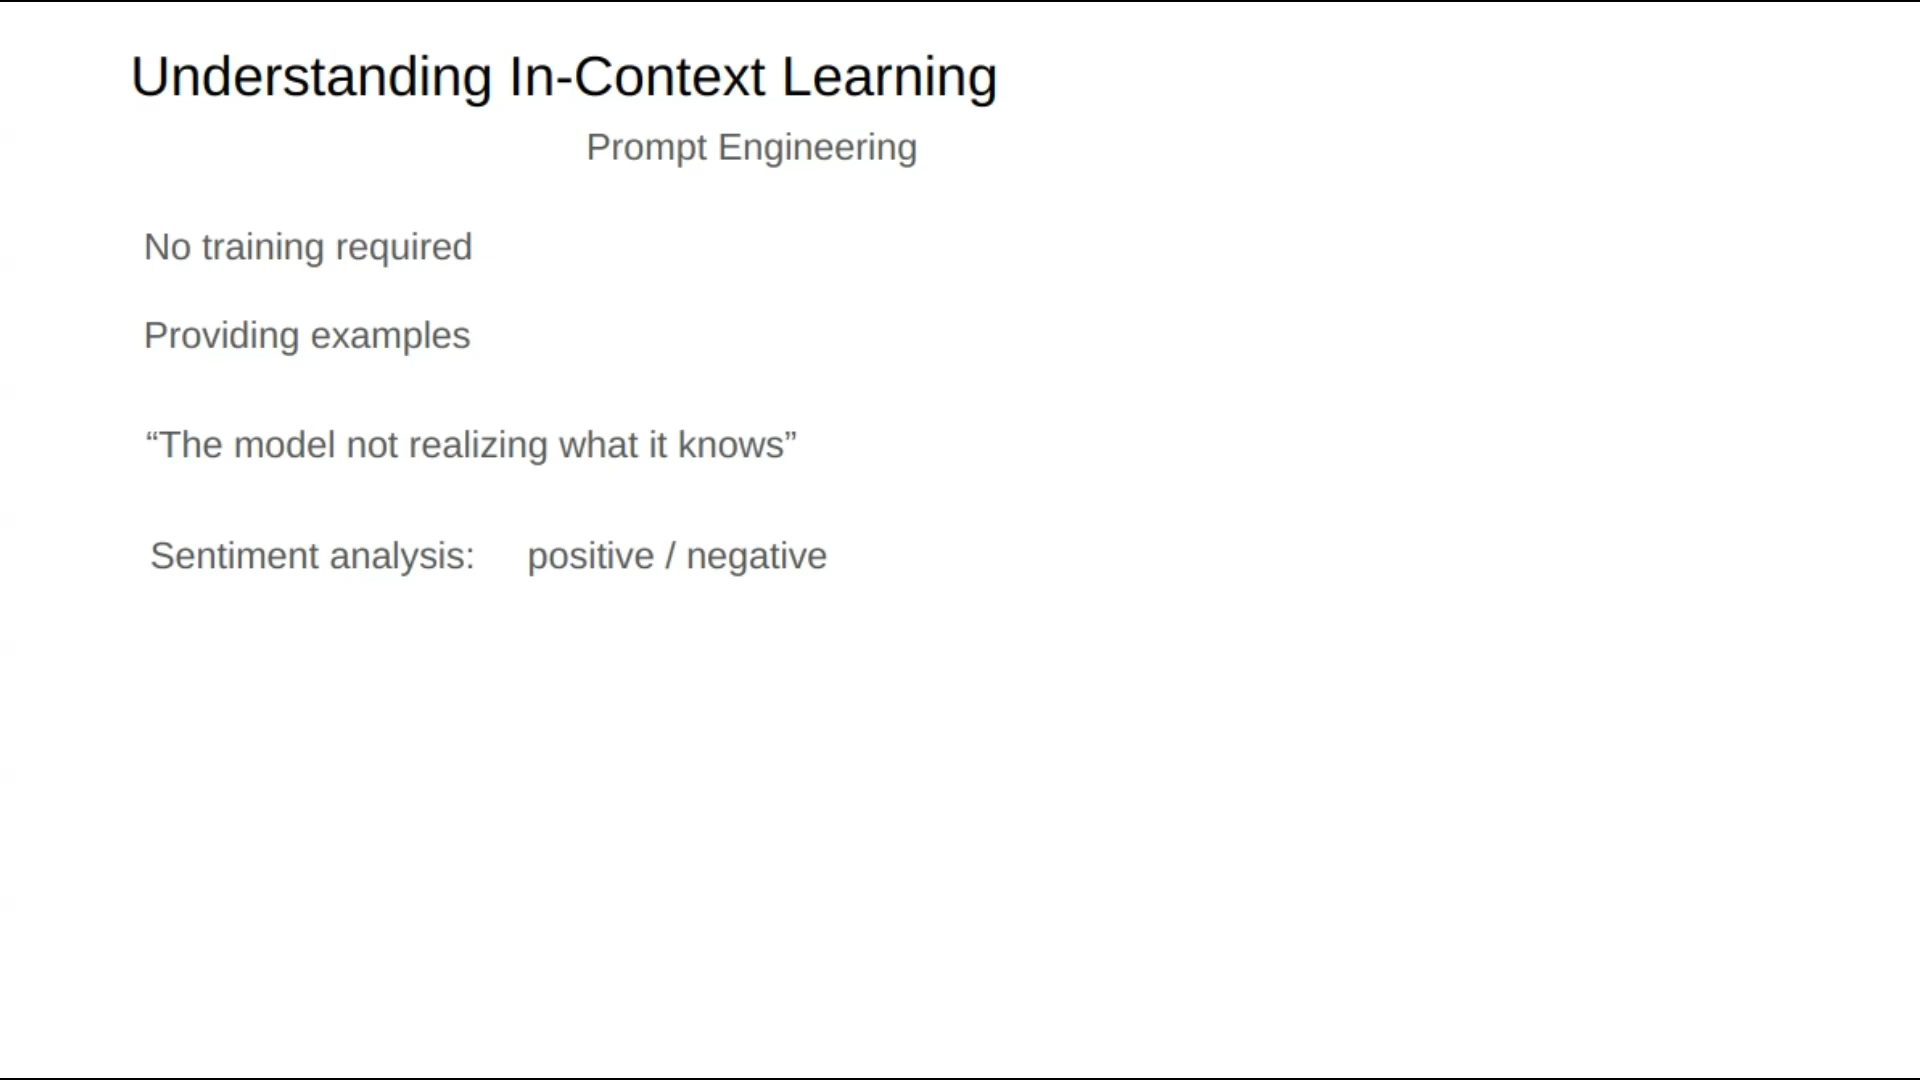 Understanding In-Context Learning
Prompt Engineering
No training required
Providing examples
“The model not realizing what it knows”
Sentiment analysis: positive / negative